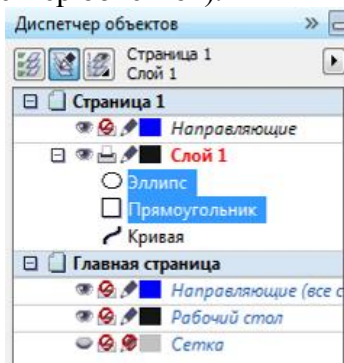 Диспетчер объектов
Страница 1
Слой 1
Страница 1
Направляющие
Слой 1
Эллипс
Прямоугольник
Кривая
Главная страница
Направляющие (все с
Рабочий стол
Сетка